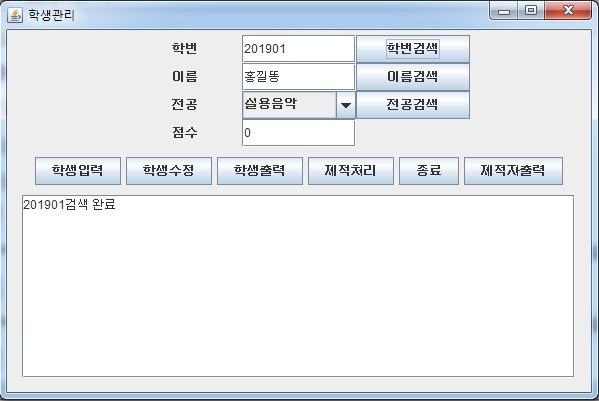 학생관리
학번 201901 학번검색
이름 홍낄똥 이름검색
전공 실용음악 전공검색
점수 0
학생입력 학생수정 학생출력 제적처리 종료 제적자출력
201901검색 완료